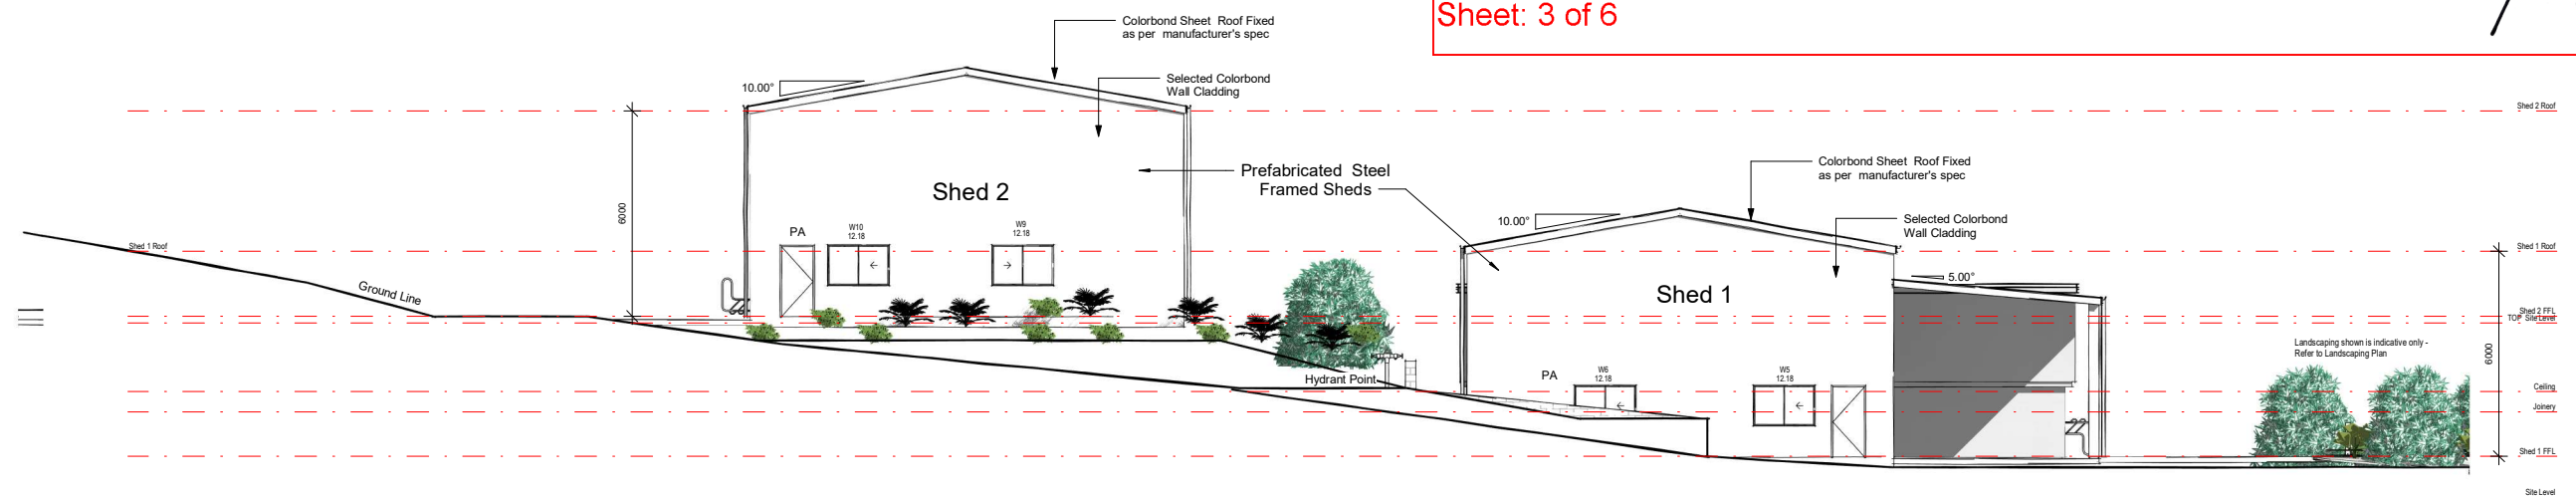 Sheet: 3 of 6
Colorbond Sheet Roof Fixed
as per manufacturer's spec
Selected Colorbond
Wall Cladding
10.00°
Shed 2 Roof
Prefabricated Steel
Framed Sheds
Shed 2
6000
Colorbond Sheet Roof Fixed
as per manufacturer's spec
10.00°
Selected Colorbond
Wall Cladding
PA
W10
12.18
W9
12.18
Shed 1 Roof
Shed 1 Roof
Ground Line
5.00°
Shed 1
Shed 2 FFL
TOP Site Level
Landscaping shown is indicative only -
Refer to Landscaping Plan
6000
Hydrant Point
PA
W6
12.18
W5
12.18
Ceiling
Joinery
Shed 1 FFL
Site Level